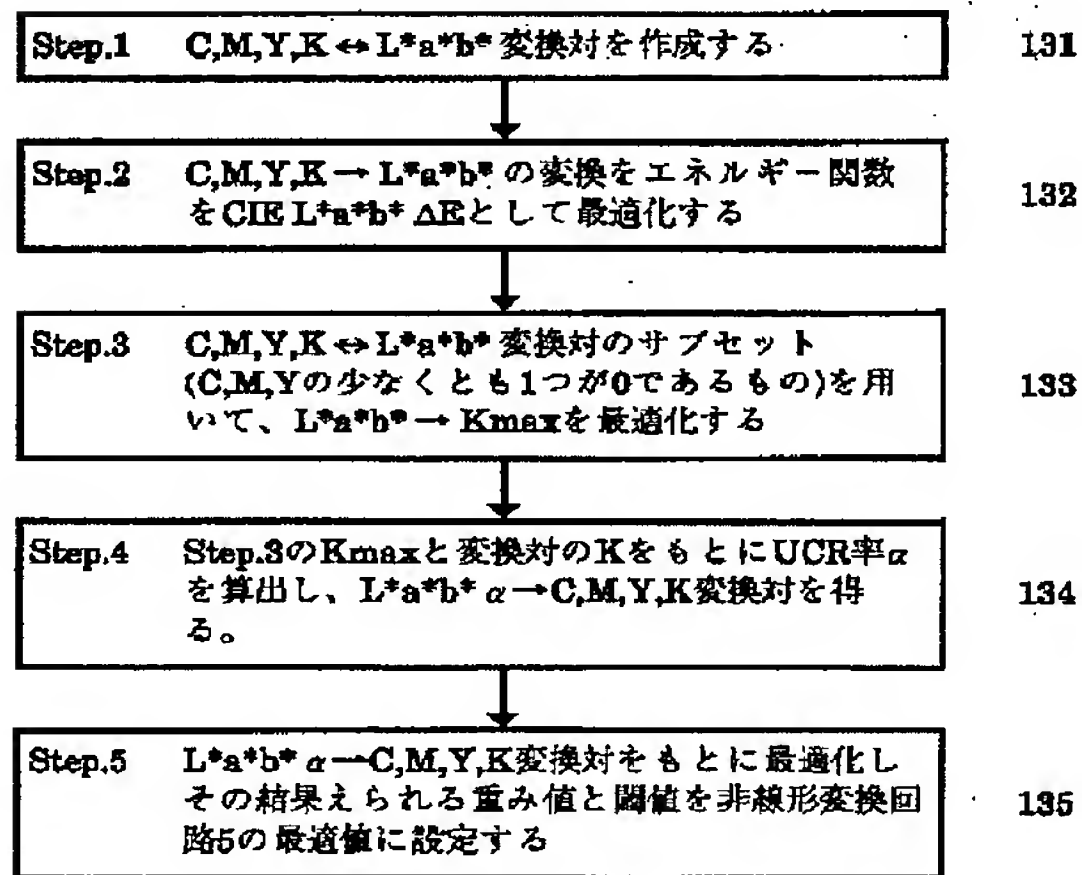 Step.1 C,M,Y,K ↔ L*a*b* 変換対を作成する 131
Step.2 C,M,Y,K → L*a*b* の変換をエネルギー関数
をCIE L*a*b* ΔEとして最適化する 132
Step.3 C,M,Y,K ↔ L*a*b* 変換対のサブセット
(C,M,Yの少なくとも1つが0であるもの)を用
いて、L*a*b* → Kmaxを最適化する 133
Step.4 Step.3のKmaxと変換対のKをもとにUCR率α
を算出し、L*a*b* α→C,M,Y,K変換対を得
る。 134
Step.5 L*a*b* α→C,M,Y,K変換対をもとに最適化し
その結果えられる重み値と閾値を非線形変換回
路5の最適値に設定する 135